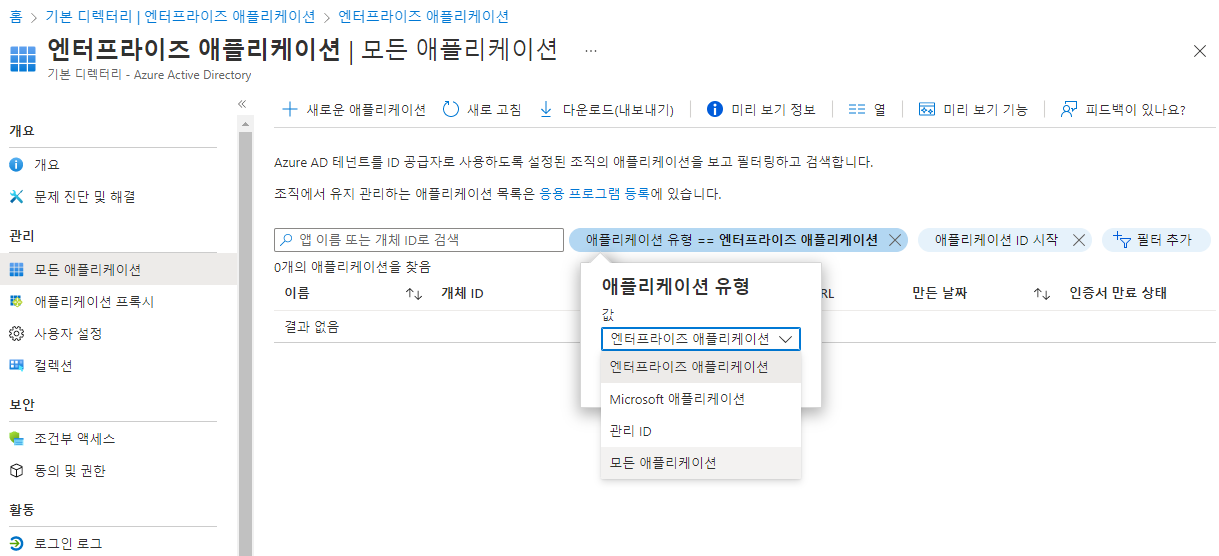 홈 > 기본 디렉터리 | 엔터프라이즈 애플리케이션 > 엔터프라이즈 애플리케이션
엔터프라이즈 애플리케이션 | 모든 애플리케이션 ...
기본 디렉터리 - Azure Active Directory
개요
개요
문제 진단 및 해결
관리
모든 애플리케이션
애플리케이션 프록시
사용자 설정
컬렉션
보안
조건부 액세스
동의 및 권한
활동
로그인 로그
새로운 애플리케이션 새로 고침 다운로드(내보내기) 미리 보기 정보 열 미리 보기 기능 피드백이 있나요?
Azure AD 테넌트를 ID 공급자로 사용하도록 설정된 조직의 애플리케이션을 보고 필터링하고 검색합니다.
조직에서 유지 관리하는 애플리케이션 목록은 응용 프로그램 등록에 있습니다.
앱 이름 또는 개체 ID로 검색 애플리케이션 유형 == 엔터프라이즈 애플리케이션 애플리케이션 ID 시작 필터 추가
0개의 애플리케이션을 찾음
이름 개체 ID RL 만든 날짜 인증서 만료 상태
결과 없음
애플리케이션 유형
값
엔터프라이즈 애플리케이션
엔터프라이즈 애플리케이션
Microsoft 애플리케이션
관리 ID
모든 애플리케이션